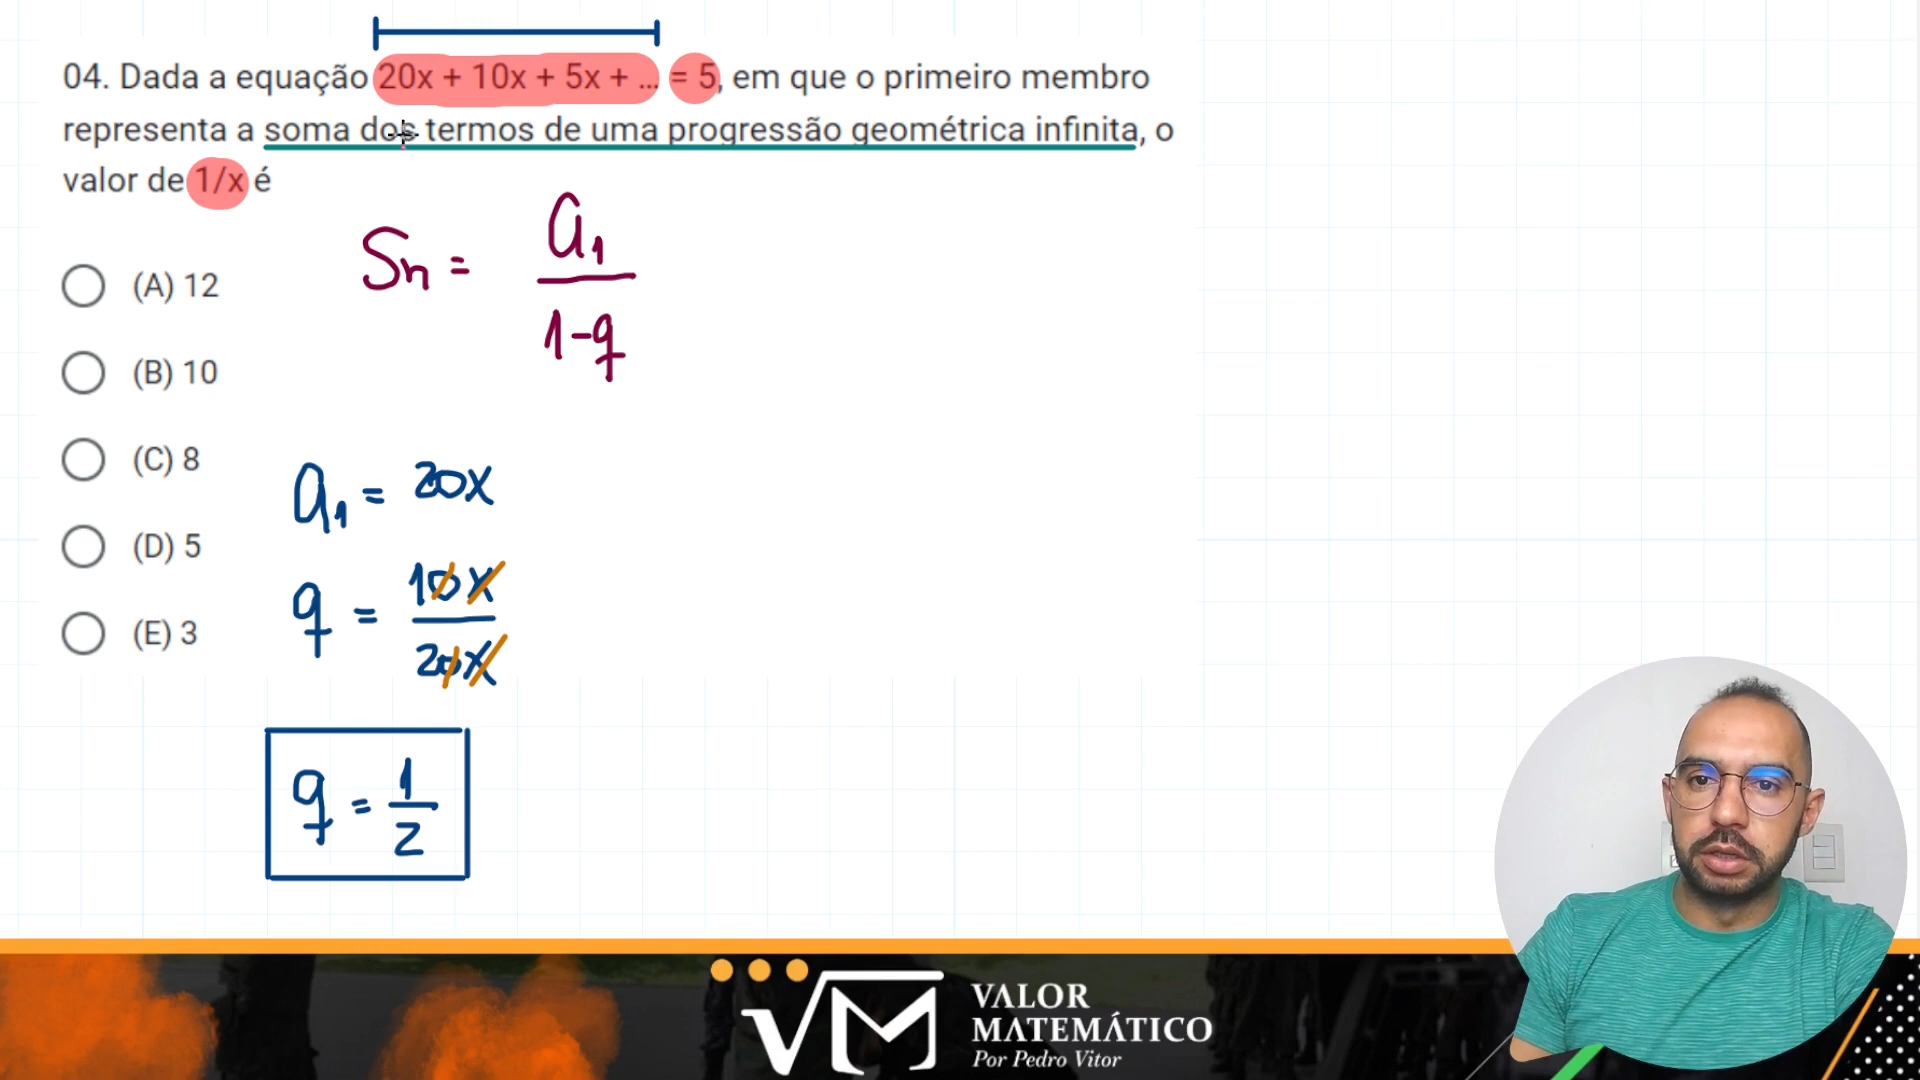 04. Dada a equação 20x + 10x + 5x + ... = 5, em que o primeiro membro
representa a soma dos termos de uma progressão geométrica infinita, o
valor de 1/x é
(A) 12
(B) 10
(C) 8
(D) 5
(E) 3
Sn = a1
1-q
a1 = 20x
q = 10x
20x
q = 1
2
VM
VALOR
MATEMÁTICO
Por Pedro Vitor